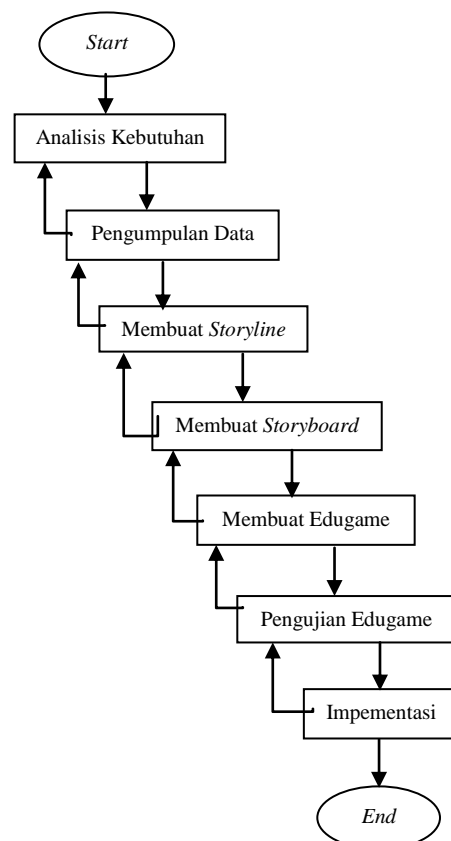 Start
Analisis Kebutuhan
Pengumpulan Data
Membuat Storyline
Membuat Storyboard
Membuat Edugame
Pengujian Edugame
Impementasi
End